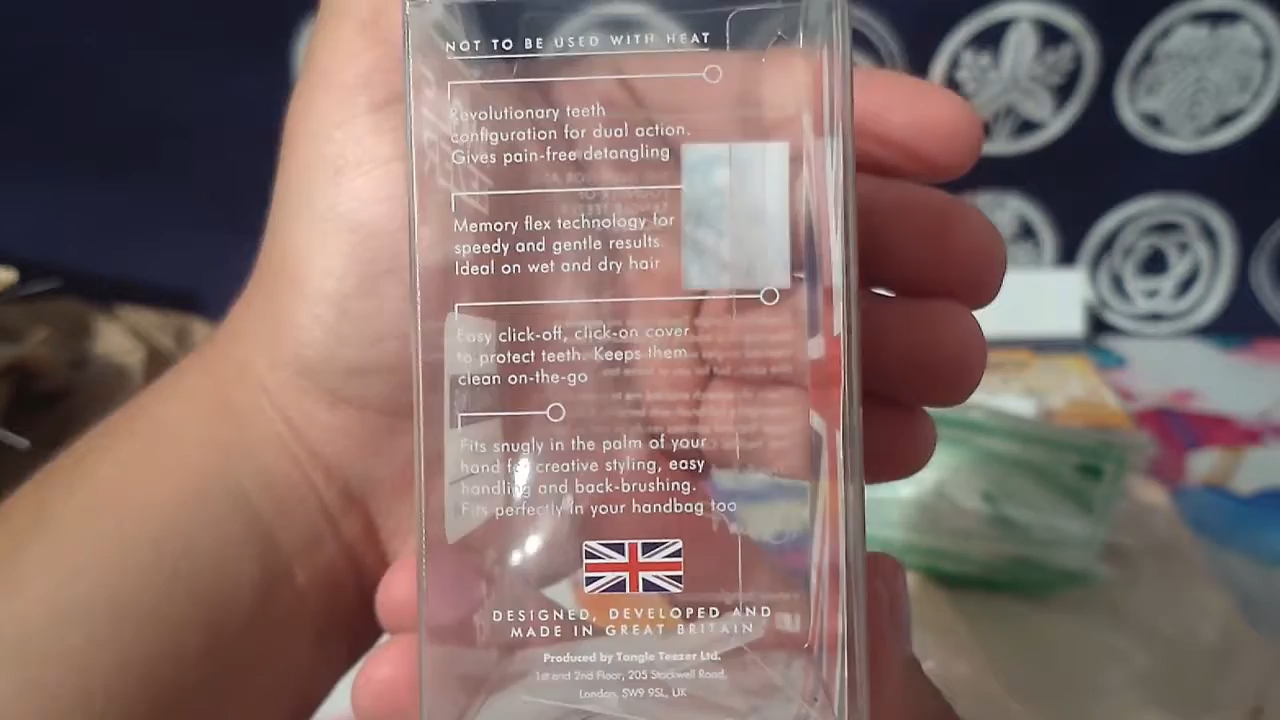 NOT TO BE USED WITH HEAT
Revolutionary teeth
configuration for dual action.
Gives pain-free detangling
Memory flex technology for
speedy and gentle results.
Ideal on wet and dry hair
Easy click-off, click-on cover
to protect teeth. Keeps them
clean on-the-go
Fits snugly in the palm of your
hand for creative styling, easy
handling and back-brushing.
Fits perfectly in your handbag too
DESIGNED, DEVELOPED AND
MADE IN GREAT BRITAIN
Produced by Tangle Teezer Ltd.
1st and 2nd Floor, 205 Stockwell Road,
London, SW9 9SL, UK